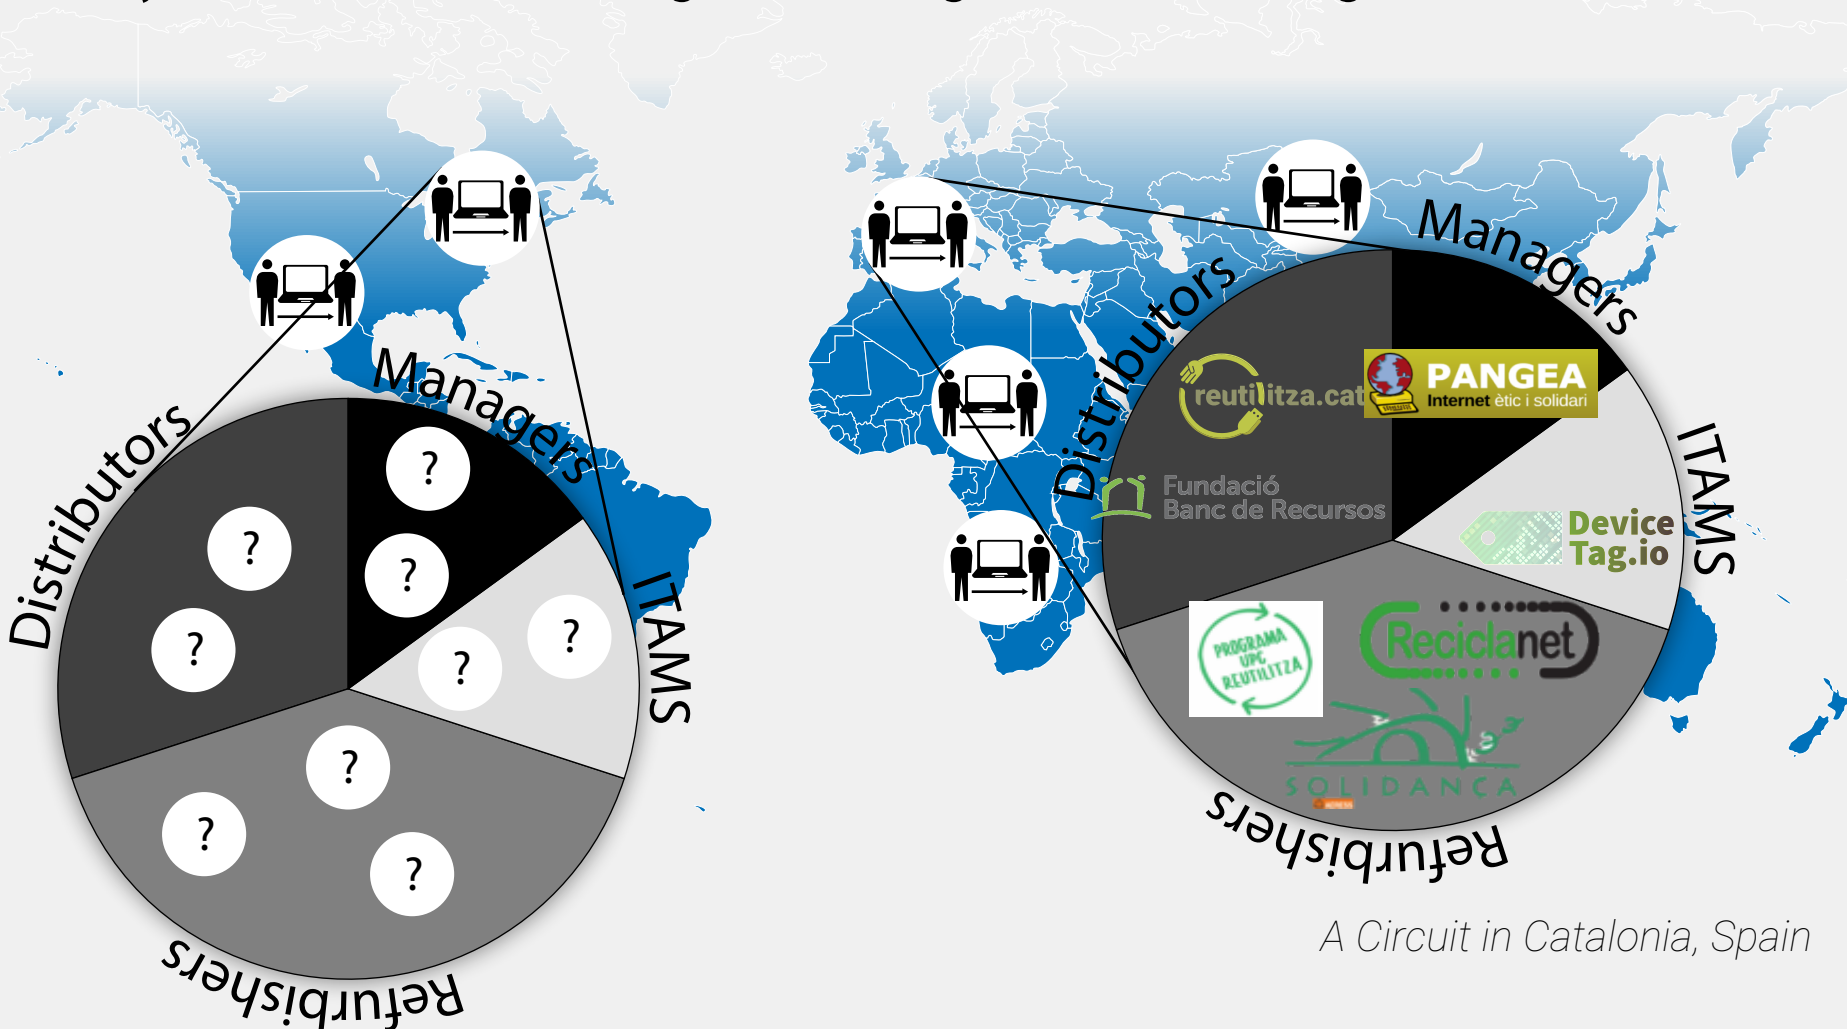 Managers
Distributors
ITAMS
Refurbishers
?
?
?
?
?
?
?
?
?
Managers
Distributors
ITAMS
Refurbishers
reutilitza.cat
PANGEA
Internet ètic i solidari
Fundació
Banc de Recursos
Device
Tag.io
PROGRAMA
UPC
REUTILITZA
Reciclanet
SOLIDANÇA
A Circuit in Catalonia, Spain